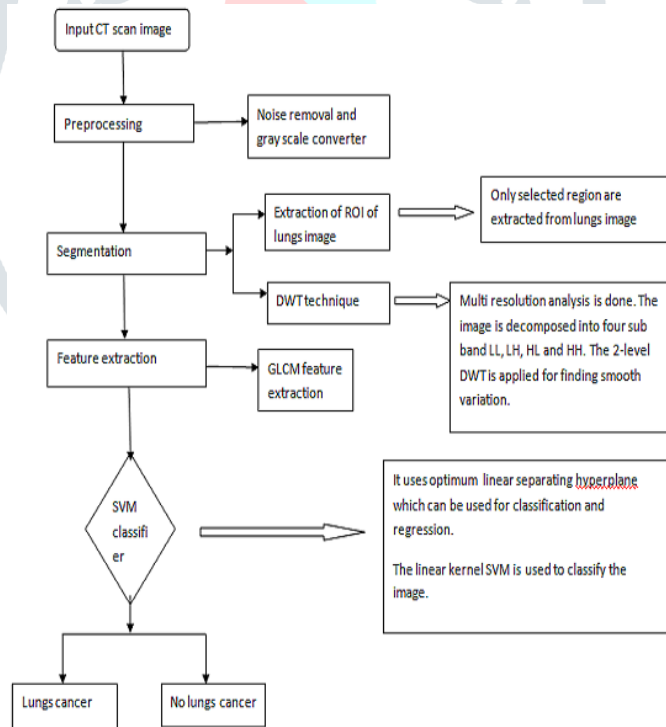 Input CT scan image
Preprocessing
Noise removal and
gray scale converter
Segmentation
Extraction of ROI of
lungs image
Only selected region are
extracted from lungs image
DWT technique
Multi resolution analysis is done. The
image is decomposed into four sub
band LL, LH, HL and HH. The 2-level
DWT is applied for finding smooth
variation.
Feature extraction
GLCM feature
extraction
SVM
classifi
er
It uses optimum linear separating hyperplane
which can be used for classification and
regression.
The linear kernel SVM is used to classify the
image.
Lungs cancer
No lungs cancer